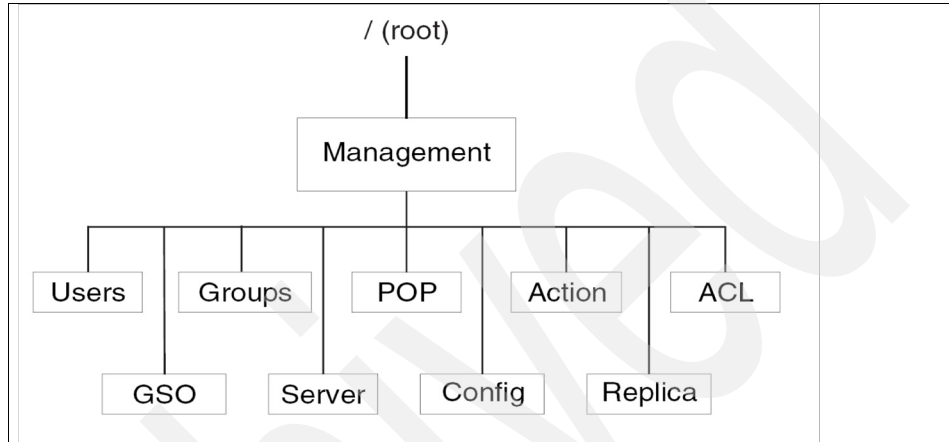 / (root)
Management
Users Groups POP Action ACL
GSO Server Config Replica